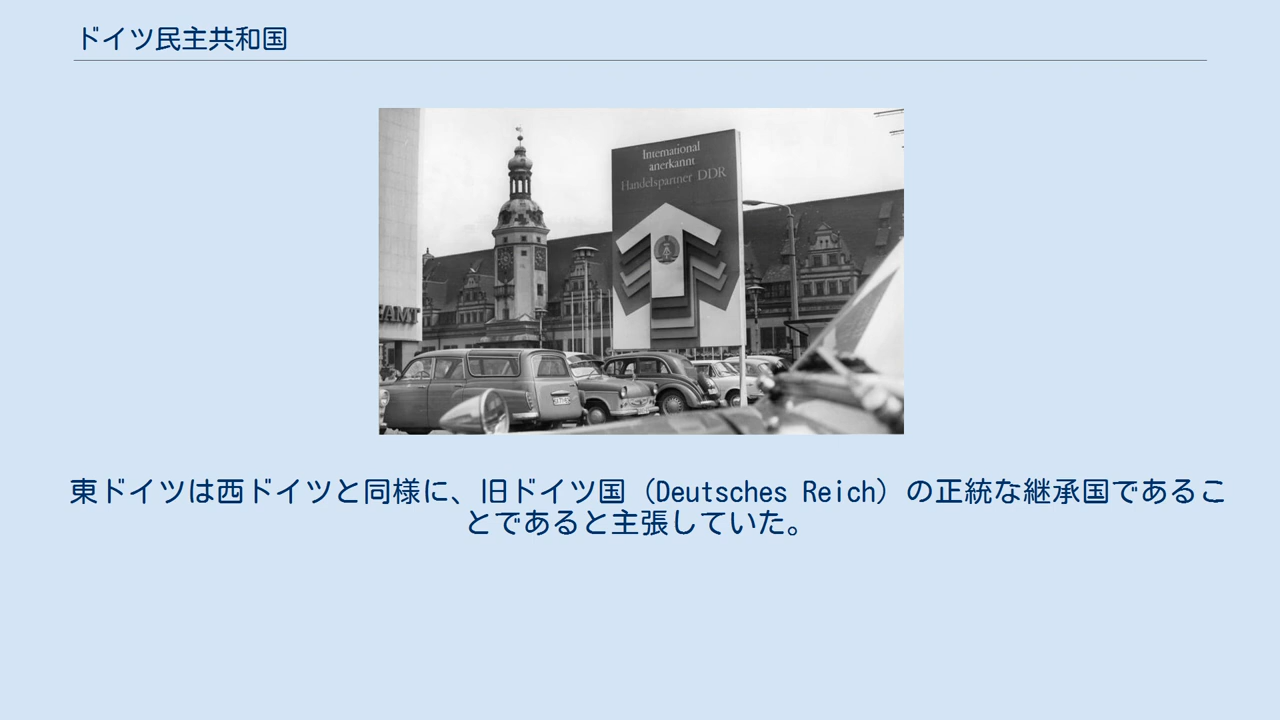 ドイツ民主共和国
International
anerkannt
Handelspartner DDR
AMT
東ドイツは西ドイツと同様に、旧ドイツ国（Deutsches Reich）の正統な継承国であるこ
とであると主張していた。